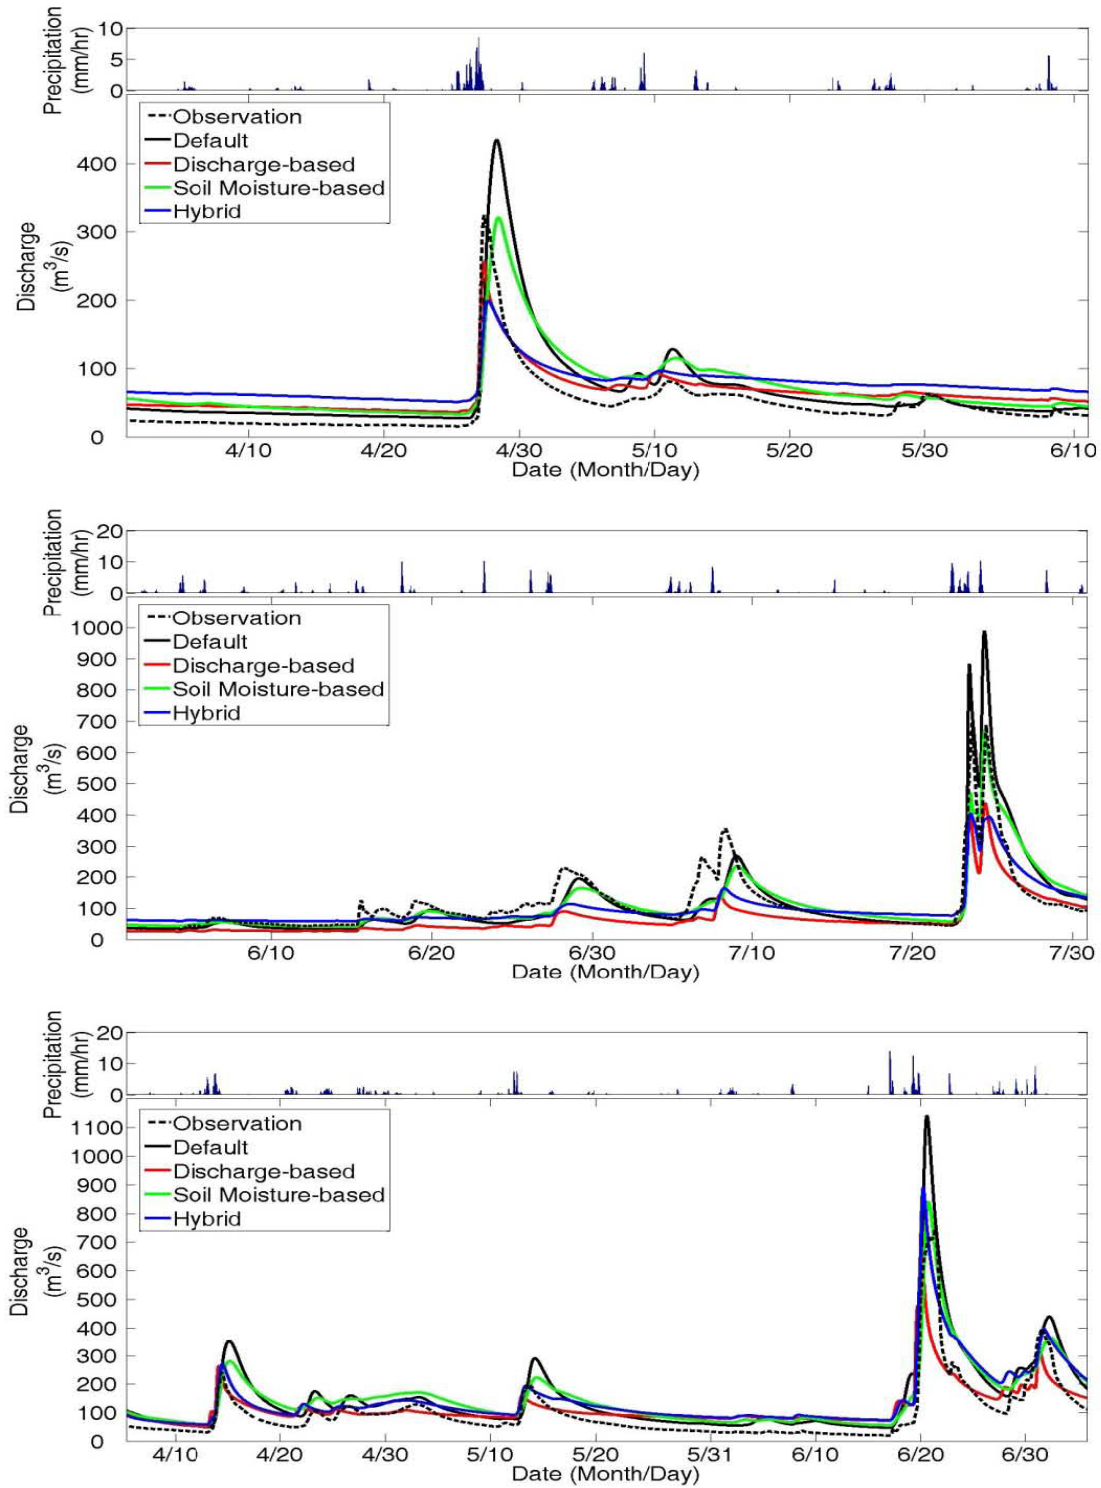 Precipitation
(mm/hr)
10
5
0
Observation
Default
Discharge-based
Soil Moisture-based
Hybrid
Discharge
(m³/s)
400
300
200
100
0
4/10 4/20 4/30 5/10 5/20 5/30 6/10
Date (Month/Day)
Precipitation
(mm/hr)
20
10
0
Observation
Default
Discharge-based
Soil Moisture-based
Hybrid
Discharge
(m³/s)
1000
900
800
700
600
500
400
300
200
100
0
6/10 6/20 6/30 7/10 7/20 7/30
Date (Month/Day)
Precipitation
(mm/hr)
20
10
0
Observation
Default
Discharge-based
Soil Moisture-based
Hybrid
Discharge
(m³/s)
1100
1000
900
800
700
600
500
400
300
200
100
0
4/10 4/20 4/30 5/10 5/20 5/31 6/10 6/20 6/30
Date (Month/Day)